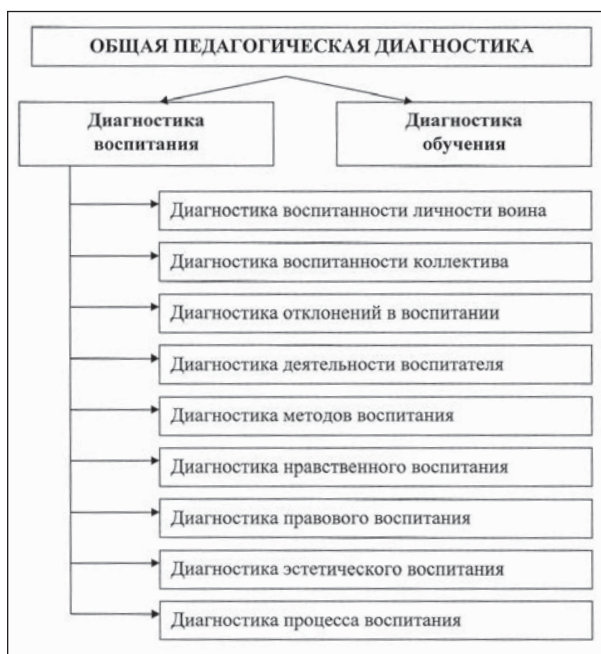 ОБЩАЯ ПЕДАГОГИЧЕСКАЯ ДИАГНОСТИКА
Диагностика
воспитания
Диагностика
обучения
Диагностика воспитанности личности воина
Диагностика воспитанности коллектива
Диагностика отклонений в воспитании
Диагностика деятельности воспитателя
Диагностика методов воспитания
Диагностика нравственного воспитания
Диагностика правового воспитания
Диагностика эстетического воспитания
Диагностика процесса воспитания